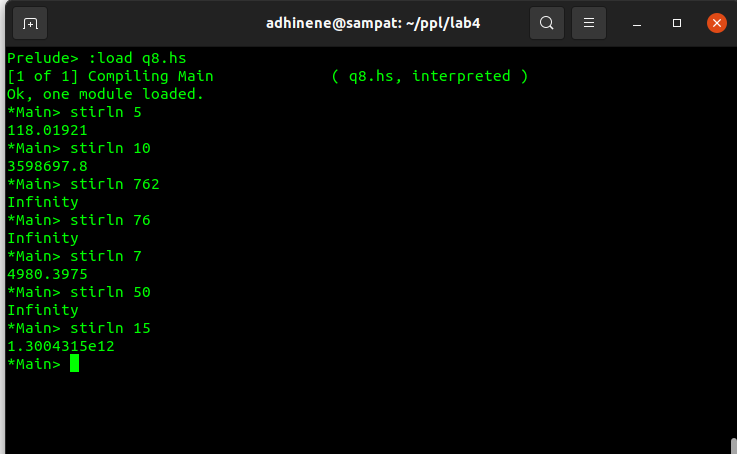 adhinene@sampat: ~/ppl/lab4
Prelude> :load q8.hs
[1 of 1] Compiling Main             ( q8.hs, interpreted )
Ok, one module loaded.
*Main> stirln 5
118.01921
*Main> stirln 10
3598697.8
*Main> stirln 762
Infinity
*Main> stirln 76
Infinity
*Main> stirln 7
4980.3975
*Main> stirln 50
Infinity
*Main> stirln 15
1.3004315e12
*Main>